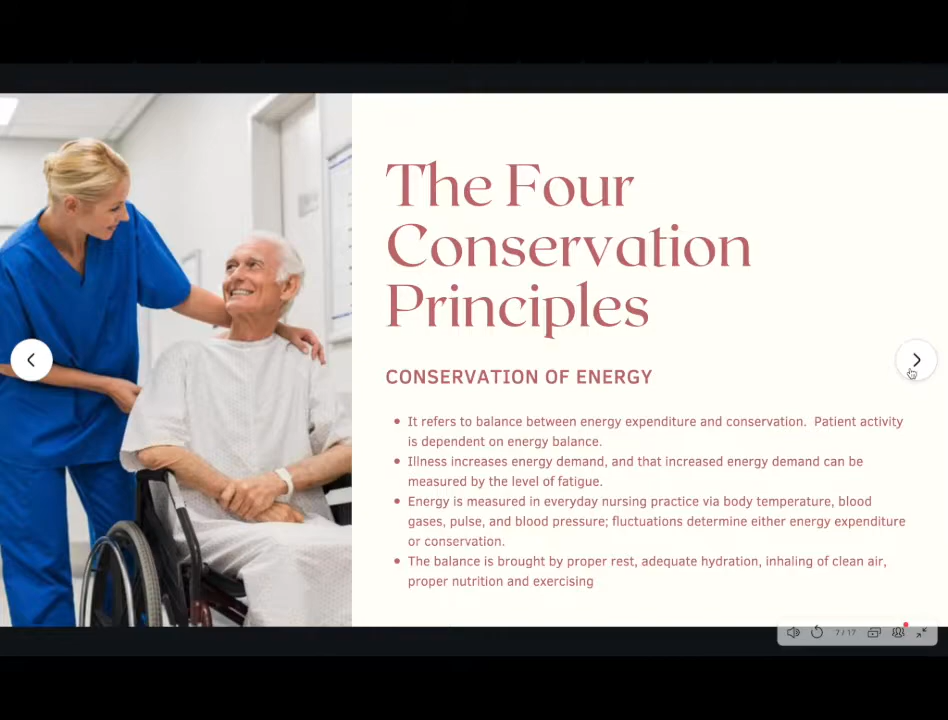 The Four
Conservation
Principles
CONSERVATION OF ENERGY
• It refers to balance between energy expenditure and conservation.  Patient activity
is dependent on energy balance.
• Illness increases energy demand, and that increased energy demand can be
measured by the level of fatigue.
• Energy is measured in everyday nursing practice via body temperature, blood
gases, pulse, and blood pressure; fluctuations determine either energy expenditure
or conservation.
• The balance is brought by proper rest, adequate hydration, inhaling of clean air,
proper nutrition and exercising
7/17